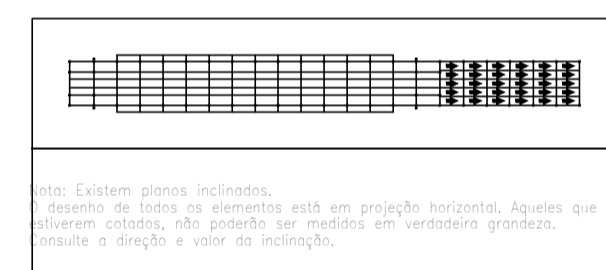 Nota: Existem planos inclinados.
O desenho de todos os elementos está em projeção horizontal. Aqueles que
estiverem cotados, não poderão ser medidos em verdadeira grandeza.
Consulte a direção e valor da inclinação.